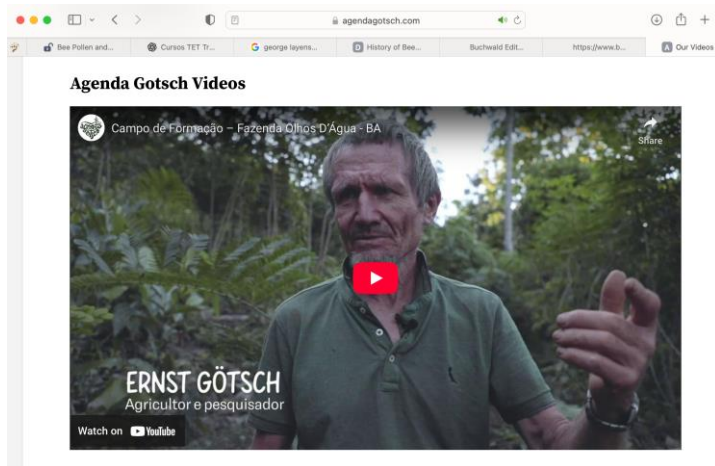 agendagotsch.com
Bee Pollen and...
Cursos TET Tr...
george layens...
History of Bee...
Buchwald Edit...
https://www.b...
Our Videos
Agenda Gotsch Videos
Campo de Formação – Fazenda Olhos D'Água - BA
Share
ERNST GÖTSCH
Agricultor e pesquisador
Watch on YouTube